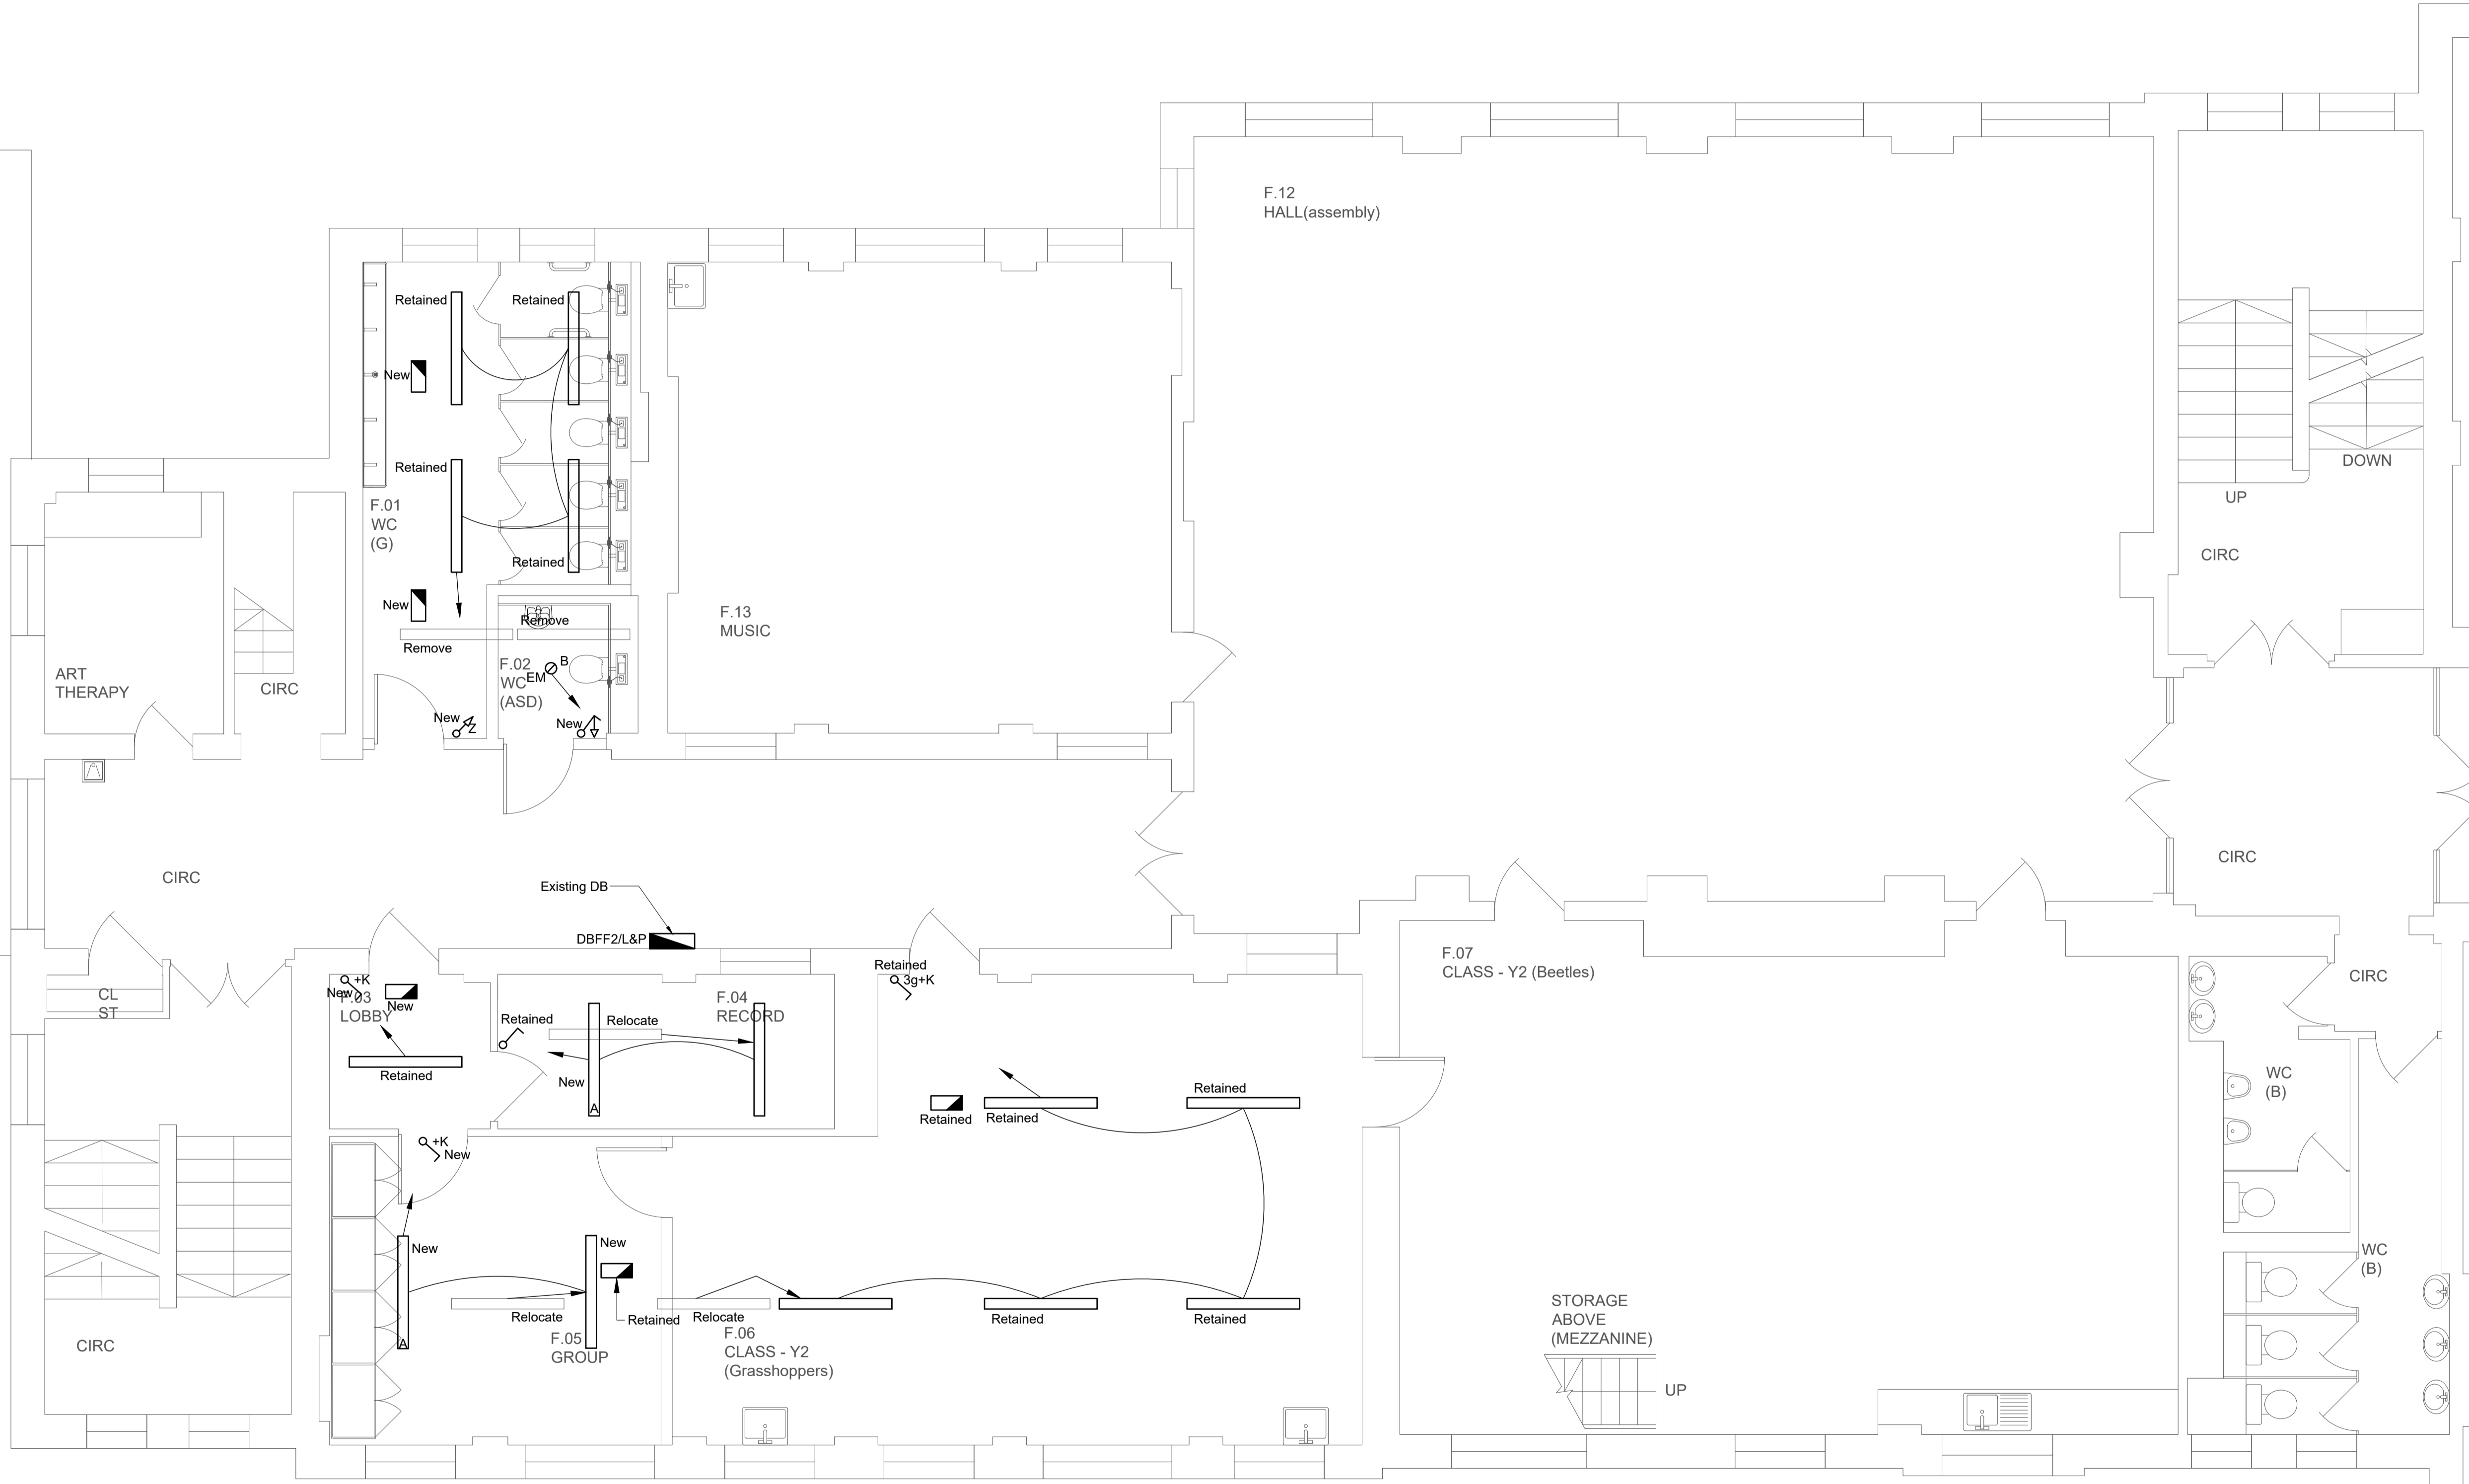 F.12
HALL(assembly)
Retained
Retained
New
Retained
F.01
WC
(G)
Retained
New
Remove
Remove
F.02
WC
(ASD)
B
EM
New
Z
New
F.13
MUSIC
DOWN
UP
CIRC
ART
THERAPY
CIRC
CIRC
CIRC
Existing DB
DBFF2/L&P
CL
ST
+K
New
F.03
LOBBY
New
Retained
Retained
Relocate
F.04
RECORD
New
A
Retained
3g+K
Retained
Retained
Retained
F.07
CLASS - Y2 (Beetles)
CIRC
WC
(B)
WC
(B)
+K
New
New
A
New
Relocate
Retained
F.05
GROUP
Relocate
F.06
CLASS - Y2
(Grasshoppers)
Retained
Retained
STORAGE
ABOVE
(MEZZANINE)
UP
CIRC